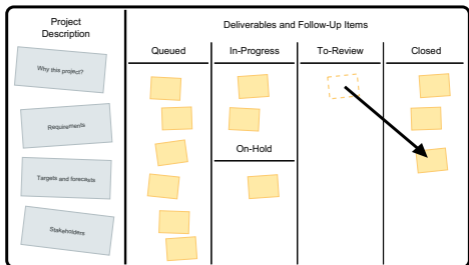 Project
Description
Why this project?
Requirements
Targets and forecasts
Stakeholders
Deliverables and Follow-Up Items
Queued
In-Progress
To-Review
Closed
On-Hold